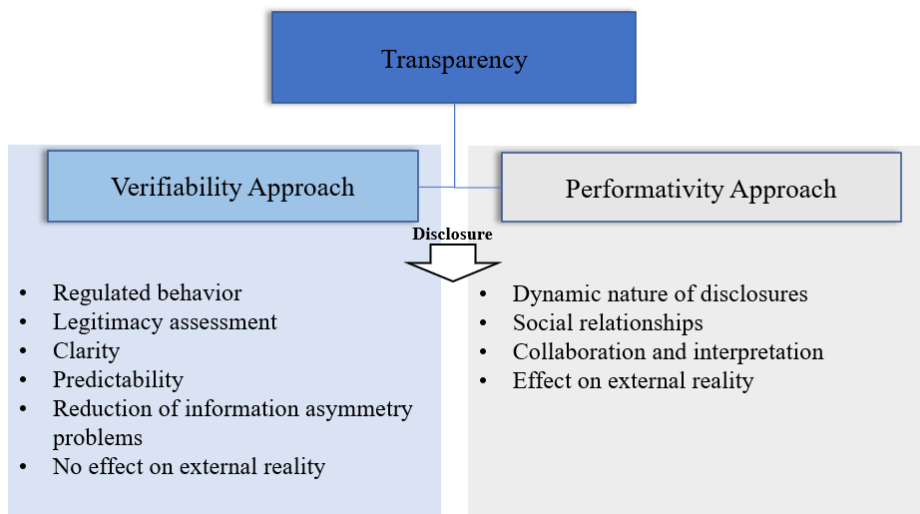 Transparency
Verifiability Approach
Performativity Approach
Disclosure
• Regulated behavior
• Legitimacy assessment
• Clarity
• Predictability
• Reduction of information asymmetry
problems
• No effect on external reality
• Dynamic nature of disclosures
• Social relationships
• Collaboration and interpretation
• Effect on external reality